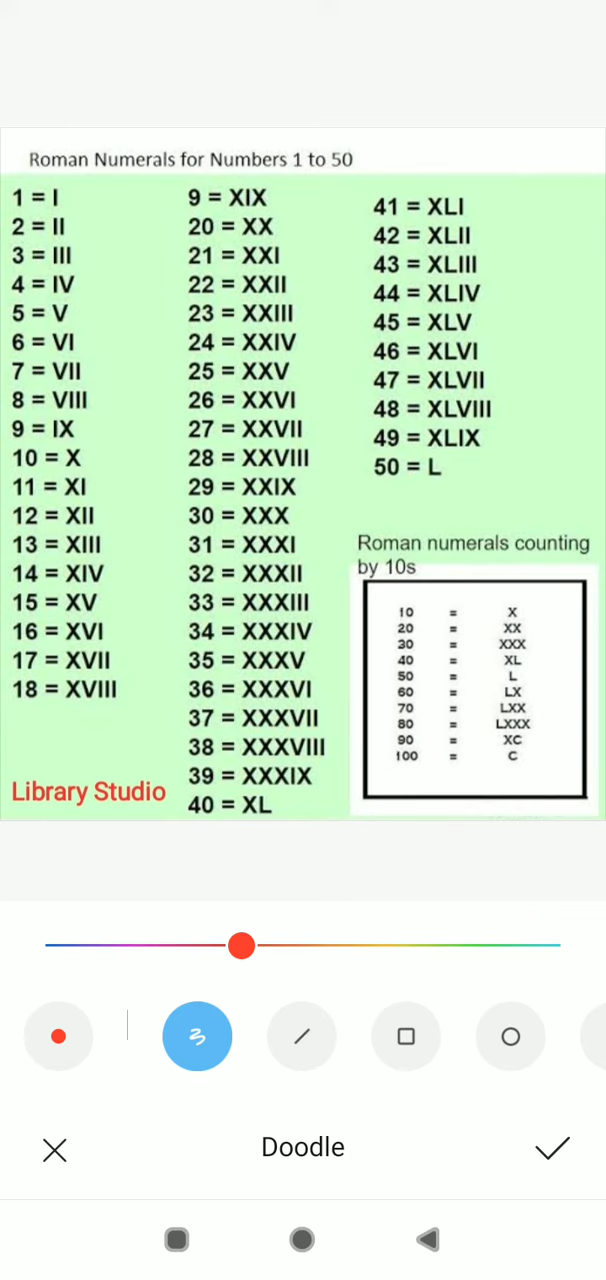 Roman Numerals for Numbers 1 to 50
1 = I
2 = II
3 = III
4 = IV
5 = V
6 = VI
7 = VII
8 = VIII
9 = IX
10 = X
11 = XI
12 = XII
13 = XIII
14 = XIV
15 = XV
16 = XVI
17 = XVII
18 = XVIII
Library Studio
9 = XIX
20 = XX
21 = XXI
22 = XXII
23 = XXIII
24 = XXIV
25 = XXV
26 = XXVI
27 = XXVII
28 = XXVIII
29 = XXIX
30 = XXX
31 = XXXI
32 = XXXII
33 = XXXIII
34 = XXXIV
35 = XXXV
36 = XXXVI
37 = XXXVII
38 = XXXVIII
39 = XXXIX
40 = XL
41 = XLI
42 = XLII
43 = XLIII
44 = XLIV
45 = XLV
46 = XLVI
47 = XLVII
48 = XLVIII
49 = XLIX
50 = L
Roman numerals counting
by 10s
10 = X
20 = XX
30 = XXX
40 = XL
50 = L
60 = LX
70 = LXX
80 = LXXX
90 = XC
100 = C
Doodle